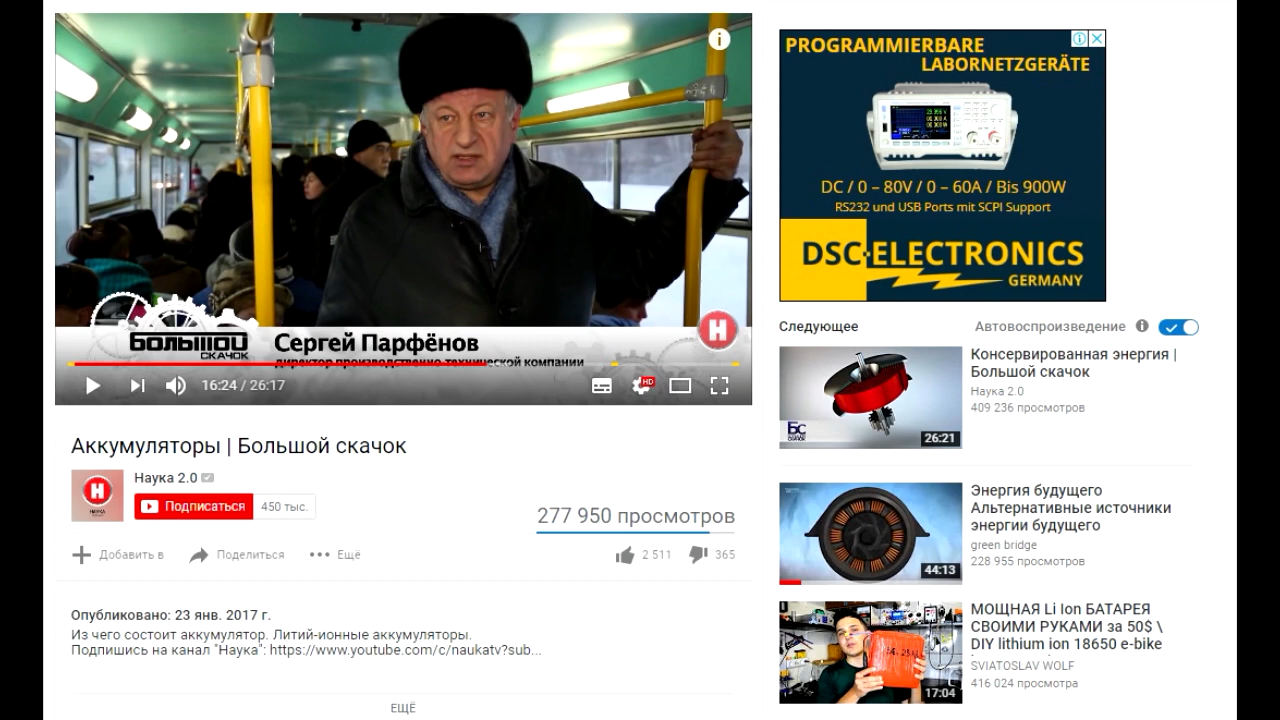 БОЛЬШОЙ
СКАЧОК
Сергей Парфёнов
директор производственно-технической компании
H
16:24 / 26:17
HD
Аккумуляторы | Большой скачок
Наука 2.0
Подписаться
450 тыс.
277 950 просмотров
Добавить в
Поделиться
Ещё
2 511
365
Опубликовано: 23 янв. 2017 г.
Из чего состоит аккумулятор. Литий-ионные аккумуляторы.
Подпишись на канал "Наука": https://www.youtube.com/c/naukatv?sub...
ЕЩЁ
PROGRAMMIERBARE
LABORNETZGERÄTE
DC / 0 – 80V / 0 – 60A / Bis 900W
RS232 und USB Ports mit SCPI Support
DSC-ELECTRONICS
GERMANY
Следующее
Автовоспроизведение
Консервированная энергия |
Большой скачок
Наука 2.0
409 236 просмотров
26:21
Энергия будущего
Альтернативные источники
энергии будущего
green bridge
228 955 просмотров
44:13
МОЩНАЯ Li Ion БАТАРЕЯ
СВОИМИ РУКАМИ за 50$ \
DIY lithium ion 18650 e-bike
SVIATOSLAV WOLF
416 024 просмотра
17:04